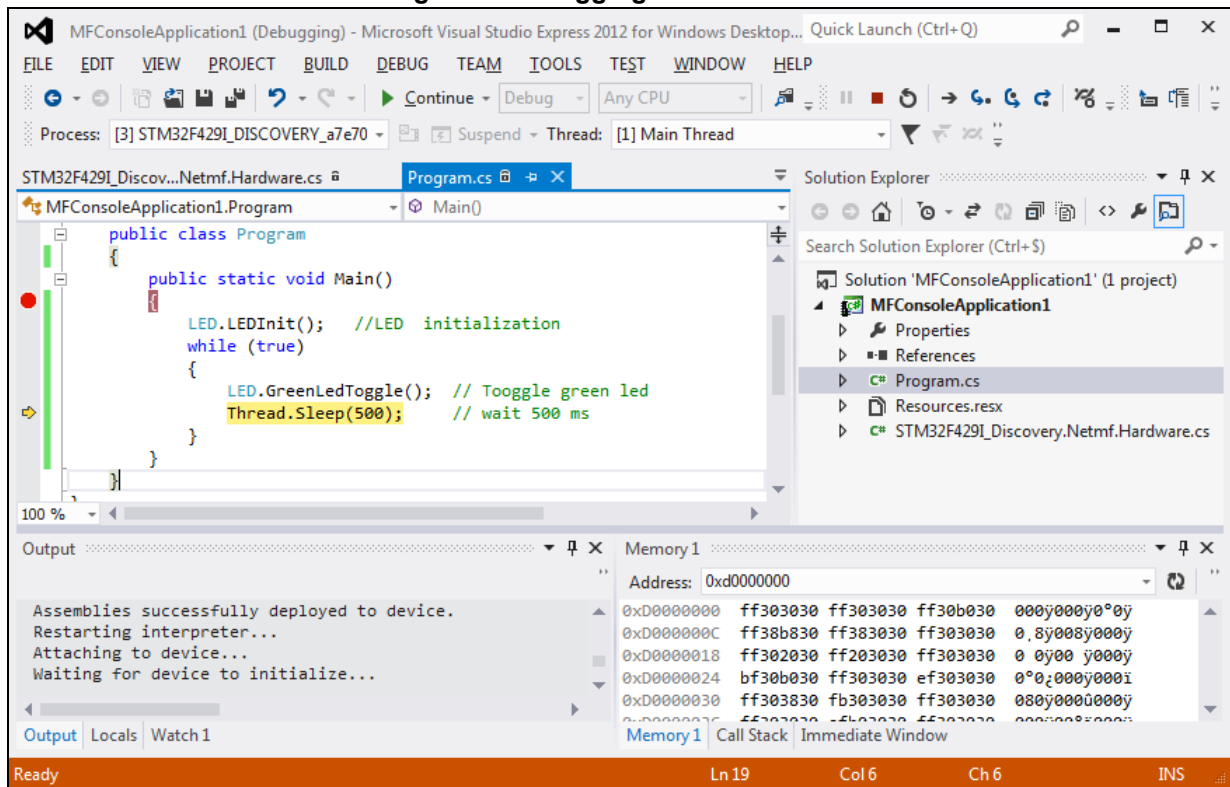 MFConsoleApplication1 (Debugging) - Microsoft Visual Studio Express 2012 for Windows Desktop... Quick Launch (Ctrl+Q)
FILE EDIT VIEW PROJECT BUILD DEBUG TEAM TOOLS TEST WINDOW HELP
Continue Debug Any CPU
Process: [3] STM32F429I_DISCOVERY_a7e70 Suspend Thread: [1] Main Thread
STM32F429I_Discov...Netmf.Hardware.cs Program.cs
MFConsoleApplication1.Program Main()
public class Program
{
public static void Main()
{
LED.LEDInit(); //LED initialization
while (true)
{
LED.GreenLedToggle(); // Tooggle green led
Thread.Sleep(500); // wait 500 ms
}
}
}
100 %
Solution Explorer
Search Solution Explorer (Ctrl+$)
Solution 'MFConsoleApplication1' (1 project)
MFConsoleApplication1
Properties
References
C# Program.cs
Resources.resx
C# STM32F429I_Discovery.Netmf.Hardware.cs
Output
Assemblies successfully deployed to device.
Restarting interpreter...
Attaching to device...
Waiting for device to initialize...
Output Locals Watch 1
Memory 1
Address: 0xd0000000
0xD0000000 ff303030 ff303030 ff30b030 000ÿ000ÿ0°0ÿ
0xD000000C ff38b830 ff383030 ff303030 0¸8ÿ008ÿ000ÿ
0xD0000018 ff302030 ff203030 ff303030 0 0ÿ00 ÿ000ÿ
0xD0000024 bf30b030 ff303030 ef303030 0°0¿000ÿ000ï
0xD0000030 ff303830 fb303030 ff303030 080ÿ000û000ÿ
Memory 1 Call Stack Immediate Window
Ready Ln 19 Col 6 Ch 6 INS